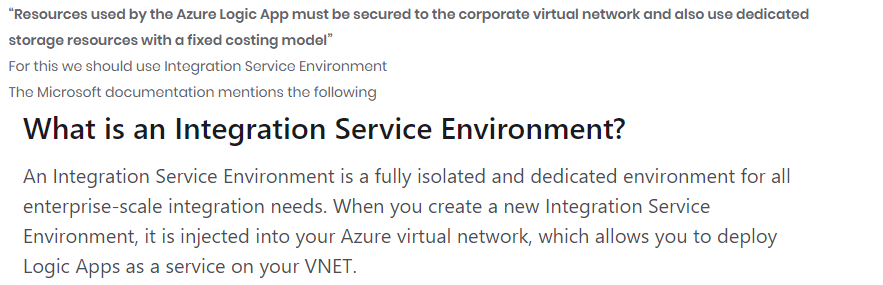 “Resources used by the Azure Logic App must be secured to the corporate virtual network and also use dedicated
storage resources with a fixed costing model”
For this we should use Integration Service Environment
The Microsoft documentation mentions the following
What is an Integration Service Environment?
An Integration Service Environment is a fully isolated and dedicated environment for all
enterprise-scale integration needs. When you create a new Integration Service
Environment, it is injected into your Azure virtual network, which allows you to deploy
Logic Apps as a service on your VNET.